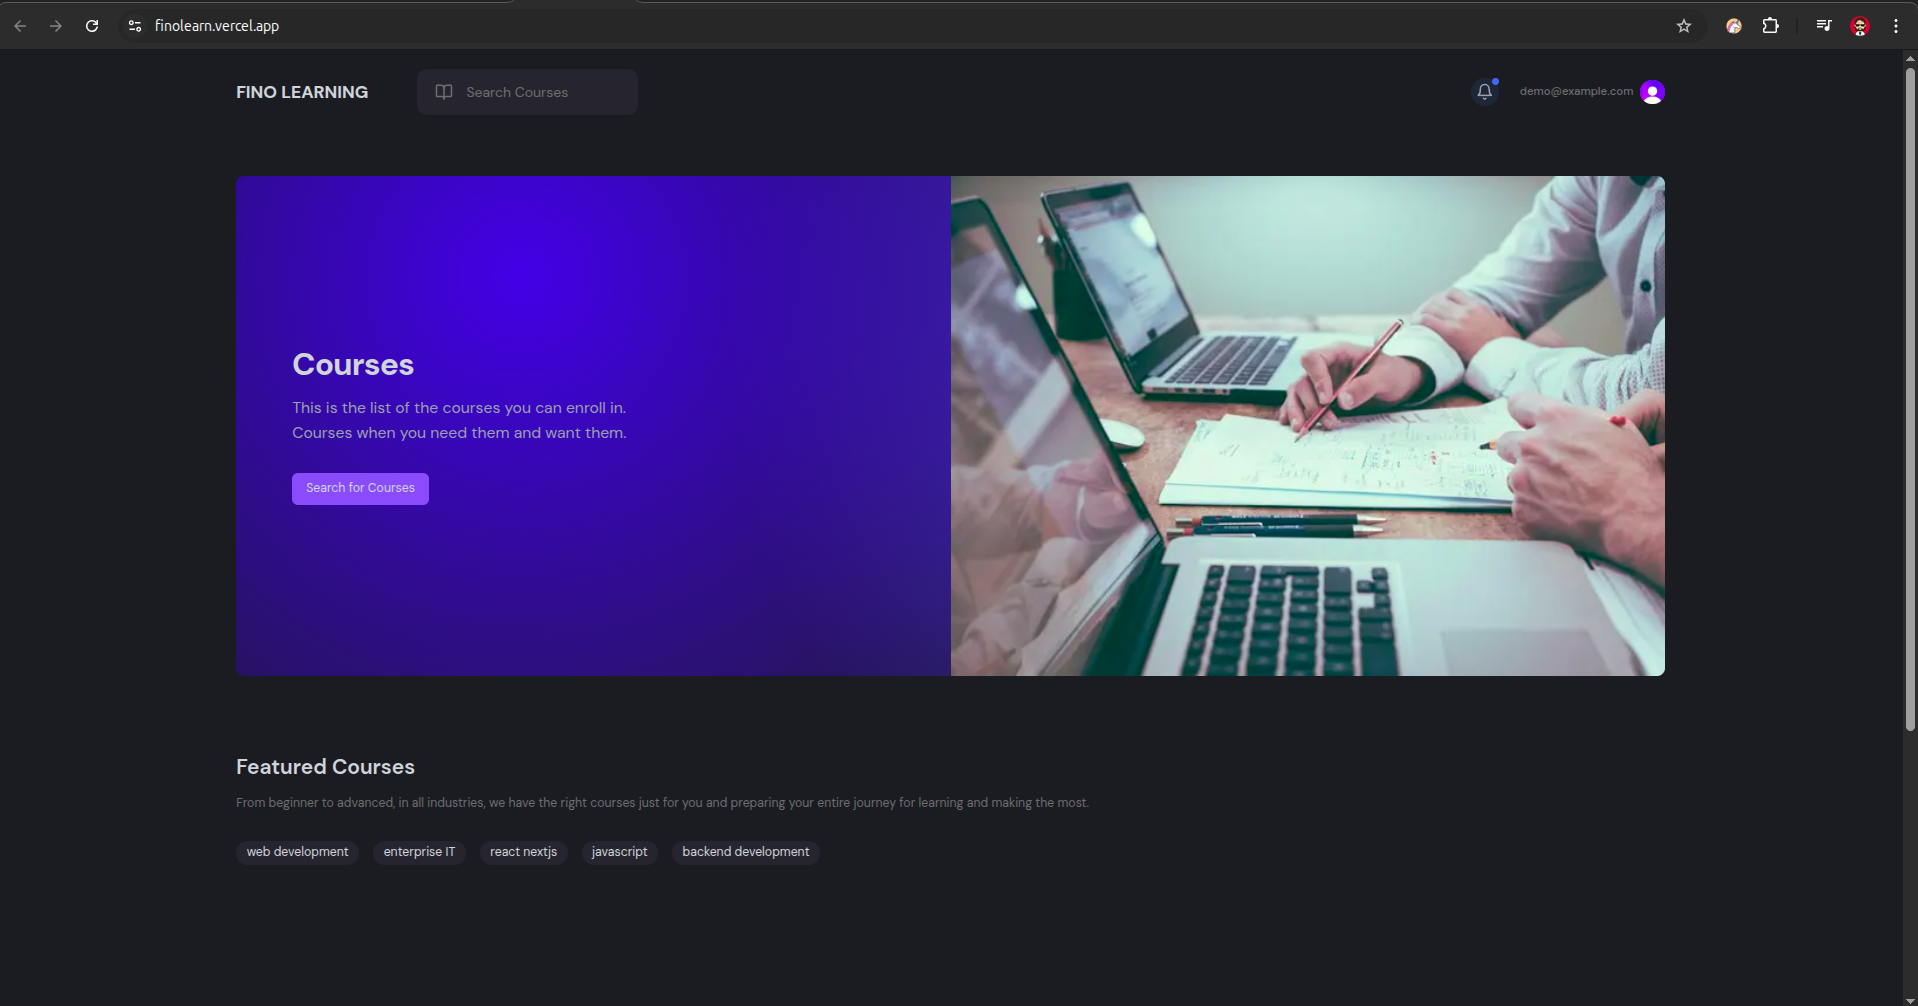 finolearn.vercel.app
FINO LEARNING
Search Courses
demo@example.com
Courses
This is the list of the courses you can enroll in.
Courses when you need them and want them.
Search for Courses
Featured Courses
From beginner to advanced, in all industries, we have the right courses just for you and preparing your entire journey for learning and making the most.
web development
enterprise IT
react nextjs
javascript
backend development